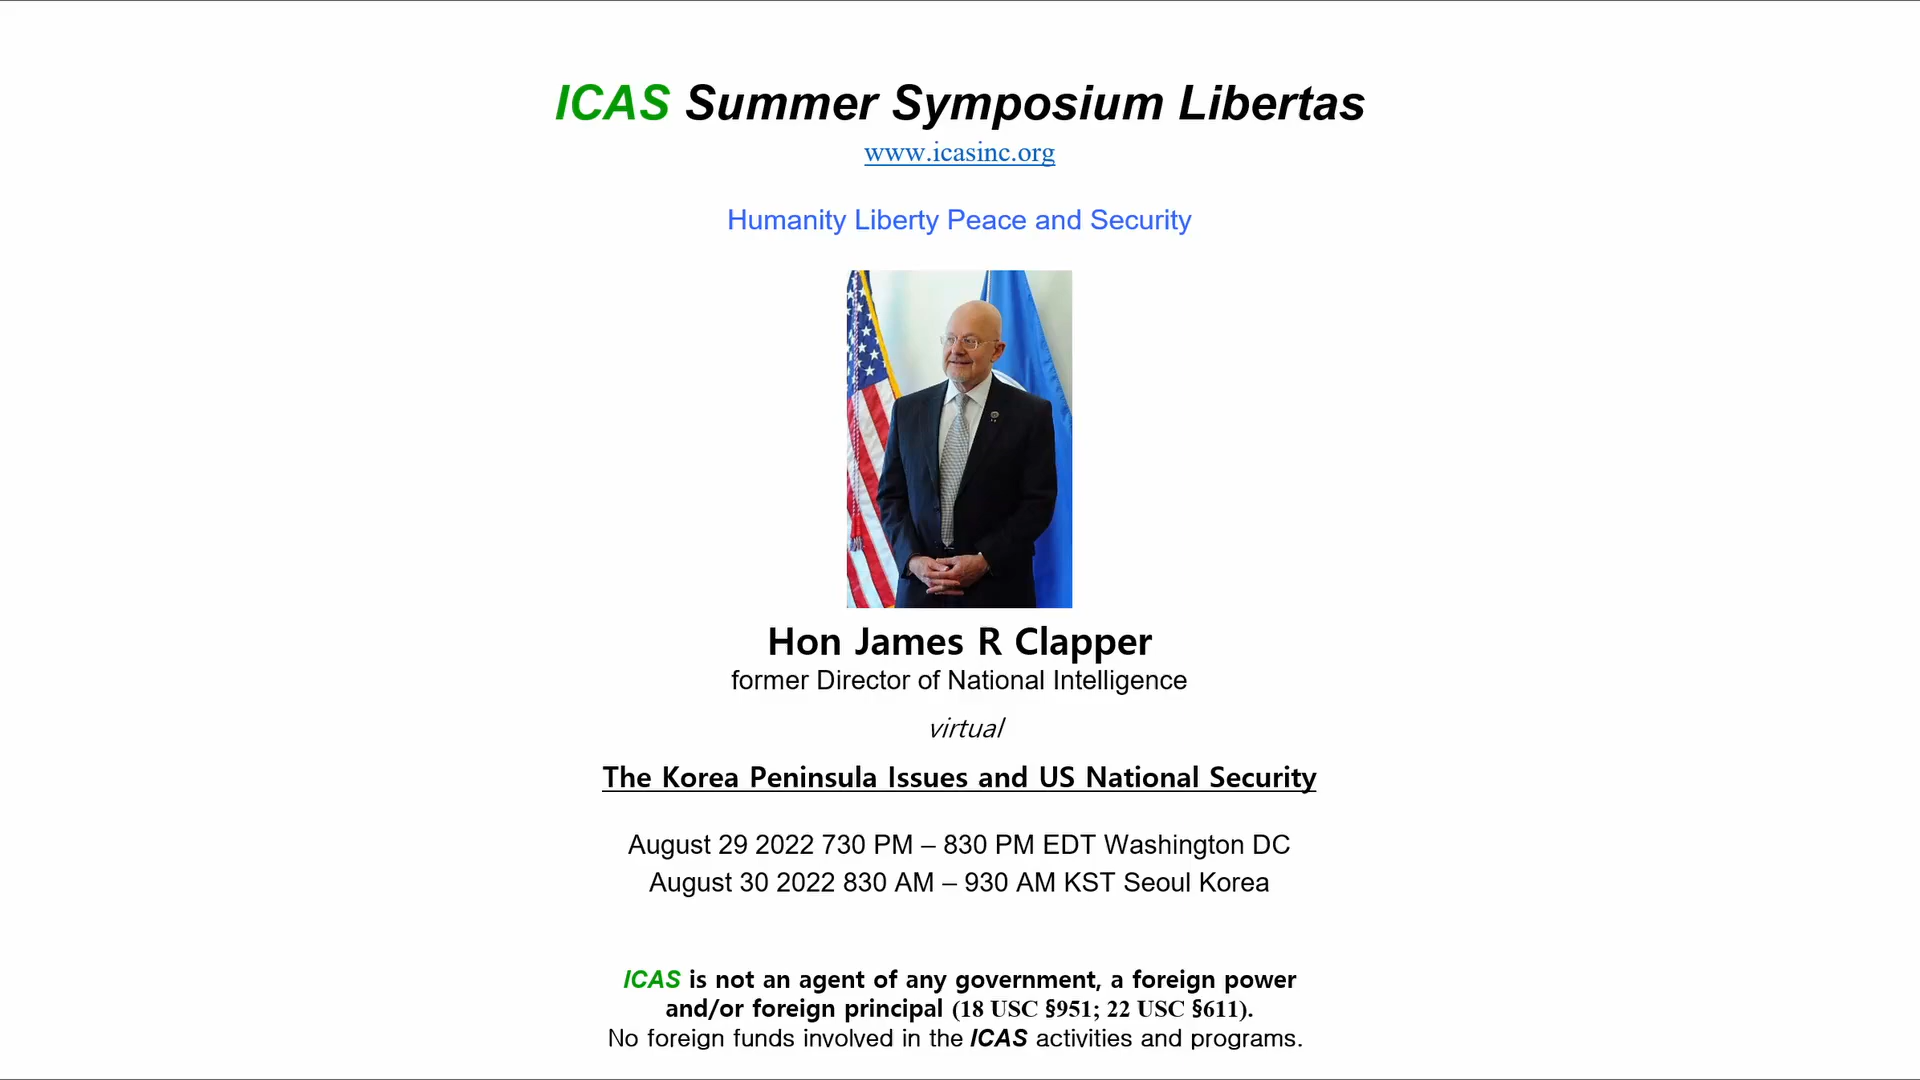 ICAS Summer Symposium Libertas
www.icasinc.org
Humanity Liberty Peace and Security
Hon James R Clapper
former Director of National Intelligence
virtual
The Korea Peninsula Issues and US National Security
August 29 2022 730 PM – 830 PM EDT Washington DC
August 30 2022 830 AM – 930 AM KST Seoul Korea
ICAS is not an agent of any government, a foreign power
and/or foreign principal (18 USC §951; 22 USC §611).
No foreign funds involved in the ICAS activities and programs.